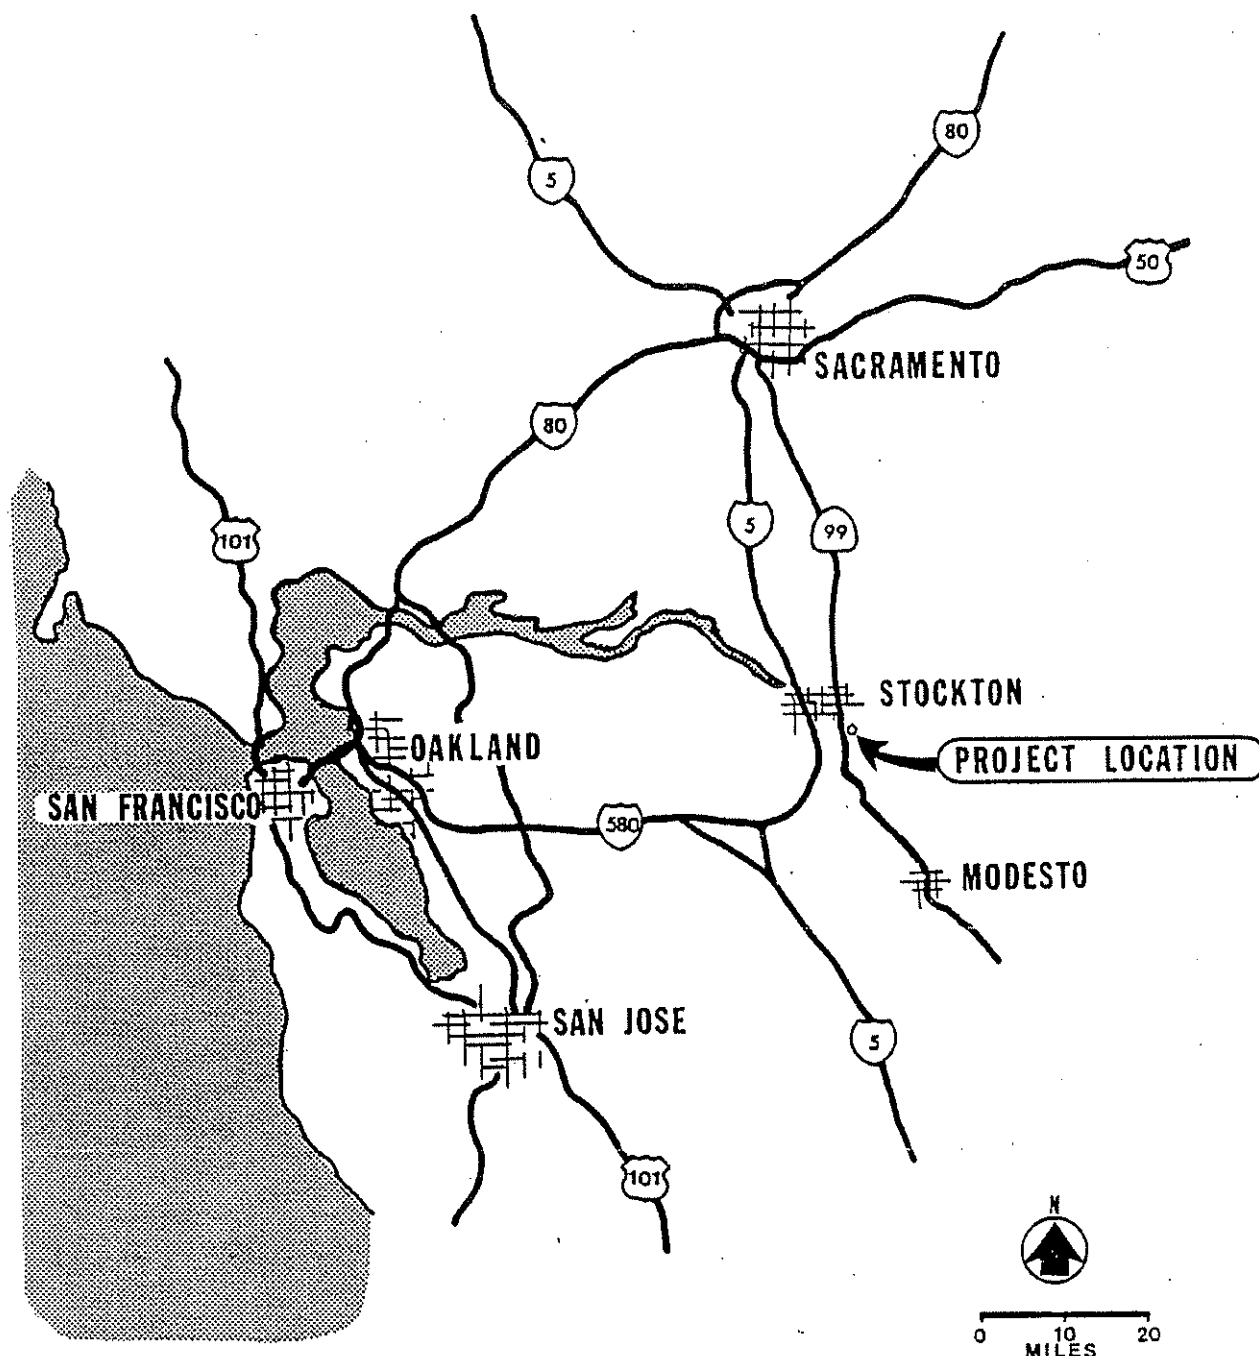 80
5
50
SACRAMENTO
80
5
99
101
STOCKTON
OAKLAND
PROJECT LOCATION
SAN FRANCISCO
580
MODESTO
SAN JOSE
5
101
N
0 10 20
MILES